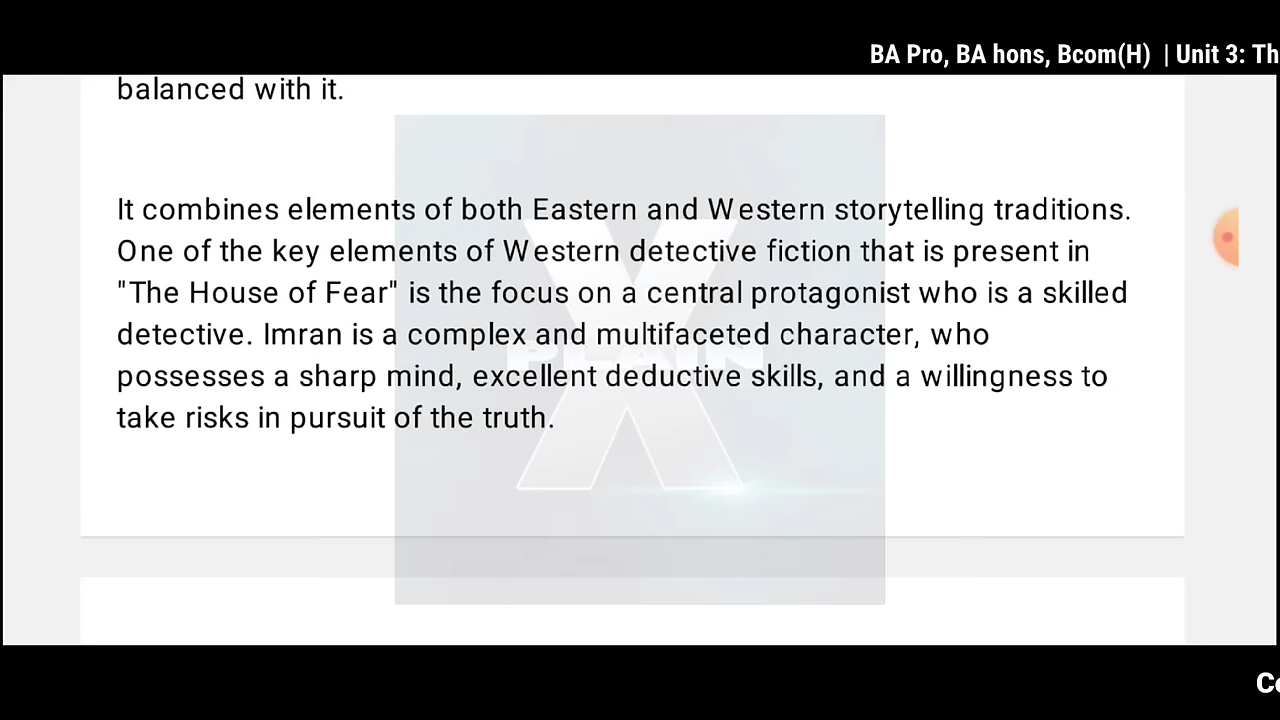 BA Pro, BA hons, Bcom(H) | Unit 3: Th
balanced with it.
It combines elements of both Eastern and Western storytelling traditions.
One of the key elements of Western detective fiction that is present in
"The House of Fear" is the focus on a central protagonist who is a skilled
detective. Imran is a complex and multifaceted character, who
PLAIN
possesses a sharp mind, excellent deductive skills, and a willingness to
take risks in pursuit of the truth.